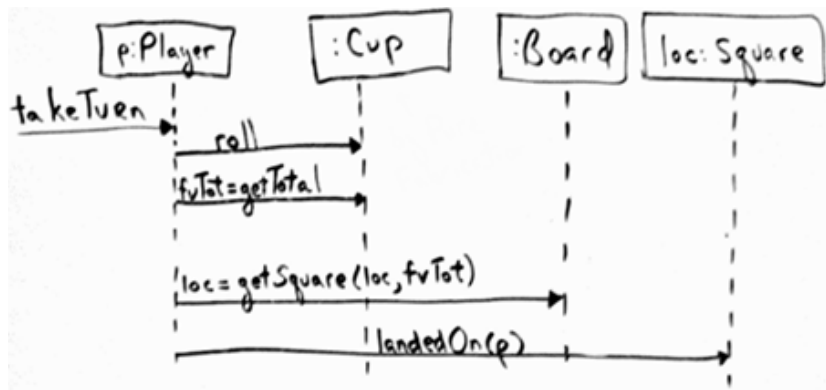 p:Player
:Cup
:Board
loc: Square
takeTurn
roll
fvTot=getTotal
loc=getSquare(loc,fvTot)
landedOn(p)